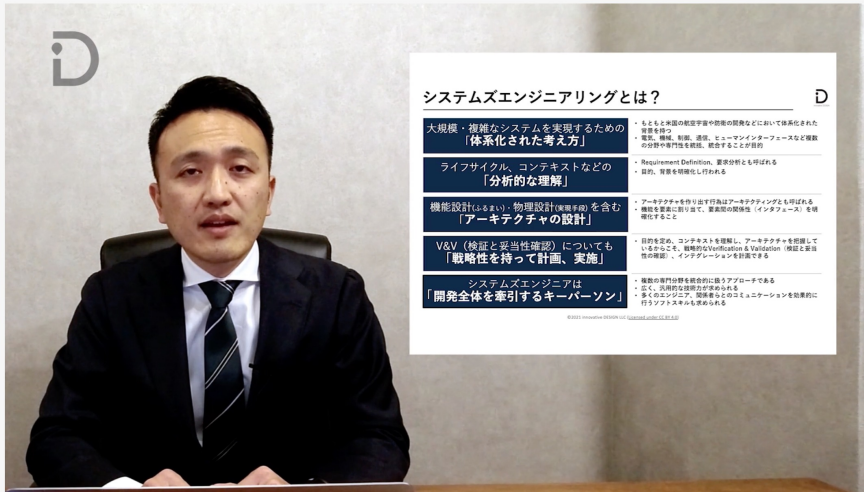 iD
システムズエンジニアリングとは？
iD
大規模・複雑なシステムを実現するための
「体系化された考え方」
・ もともと米国の航空宇宙や防衛の開発などにおいて体系化された
背景を持つ
・ 電気、機械、制御、通信、ヒューマンインターフェースなど複数
の分野や専門性を統括、統合することが目的
ライフサイクル、コンテキストなどの
「分析的な理解」
・ Requirement Definition、要求分析とも呼ばれる
・ 目的、背景を明確化し行われる
機能設計(ふるまい)・物理設計(実現手段) を含む
「アーキテクチャの設計」
・ アーキテクチャを作り出す行為はアーキテクティングとも呼ばれる
・ 機能を要素に割り当て、要素間の関係性（インタフェース）を明
確化すること
V&V（検証と妥当性確認）についても
「戦略性を持って計画、実施」
・ 目的を定め、コンテキストを理解し、アーキテクチャを把握して
いるからこそ、戦略的なVerification & Validation（検証と妥当
性の確認）、インテグレーションを計画できる
システムズエンジニアは
「開発全体を牽引するキーパーソン」
・ 複数の専門分野を統合的に扱うアプローチである
・ 広く、汎用的な技術力が求められる
・ 多くのエンジニア、関係者らとのコミュニケーションを効果的に
行うソフトスキルも求められる
©2021 Innovative DESIGN LLC (Licensed under CC BY 4.0)